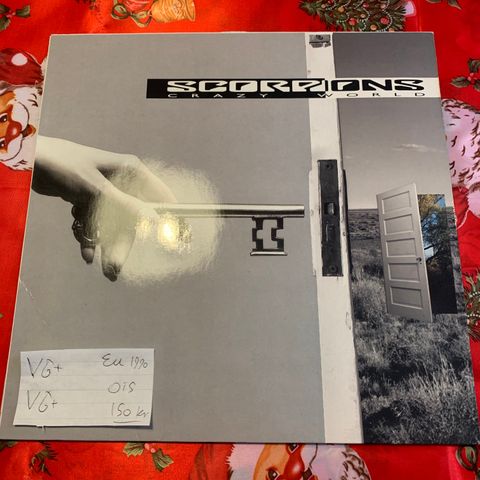 SCORPIONS
CRAZY WORLD
VG+ EU 1990
VG+ OIS
150 kr